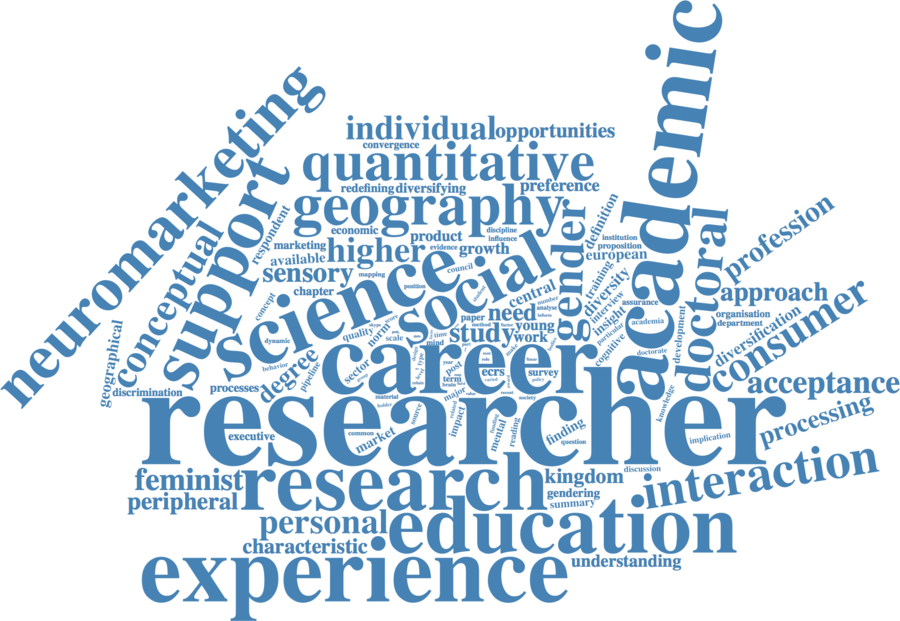 academic
neuromarketing
individual
opportunities
convergence
quantitative
support
redefining
diversifying
preference
geography
respondent
conceptual
economic
discipline
influence
gender
definition
doctoral
profession
marketing
available
higher
product
evidence
growth
institution
proposition
european
sensory
mapping
council
social
training
diversity
chapter
science
position
student
central
approach
consumer
concept
number
analysis
interview
assurance
insight
particular
academia
organisation
department
need
paper
young
study
work
method
quality
norm
scale
time
mind
dynamic
geographical
behavior
sector
degree
pipeline
career
cognitive
doctorate
development
diversification
discrimination
processes
type
post
term
ecrs
survey
policy
major
year
role
acceptance
researcher
material
society
knowledge
executive
common
market
source
impact
mental
reading
finding
question
implication
processing
feminist
research
kingdom
discussion
interaction
peripheral
gendering
summary
personal
education
characteristic
experience
understanding